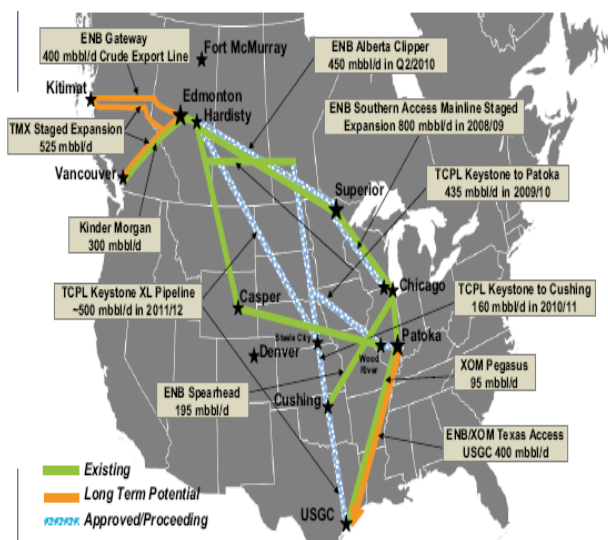 ENB Gateway
400 mbbl/d Crude Export Line
Fort McMurray
ENB Alberta Clipper
450 mbbl/d in Q2/2010
Kitimat
Edmonton
Hardisty
ENB Southern Access Mainline Staged
Expansion 800 mbbl/d in 2008/09
TMX Staged Expansion
525 mbbl/d
TCPL Keystone to Patoka
435 mbbl/d in 2009/10
Vancouver
Superior
Kinder Morgan
300 mbbl/d
TCPL Keystone XL Pipeline
~500 mbbl/d in 2011/12
Casper
Chicago
TCPL Keystone to Cushing
160 mbbl/d in 2010/11
Steele City
Denver
Wood
River
Patoka
ENB Spearhead
195 mbbl/d
XOM Pegasus
95 mbbl/d
Cushing
ENB/XOM Texas Access
USGC 400 mbbl/d
Existing
Long Term Potential
Approved/Proceeding
USGC